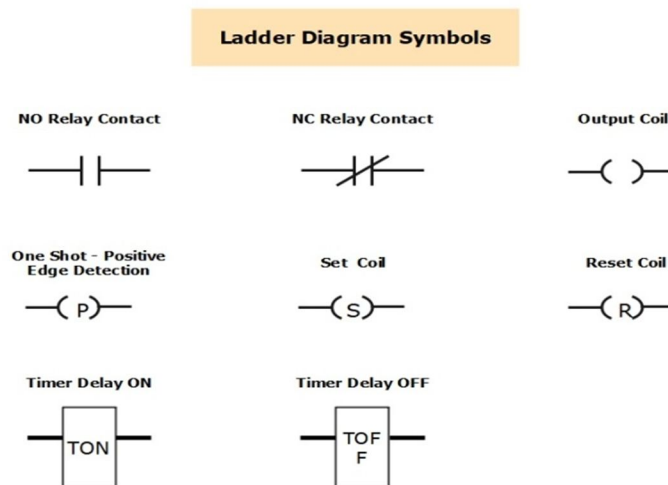 Ladder Diagram Symbols
NO Relay Contact
NC Relay Contact
Output Coil
One Shot - Positive
Edge Detection
P
Set Coil
S
Reset Coil
R
Timer Delay ON
TON
Timer Delay OFF
TOF
F